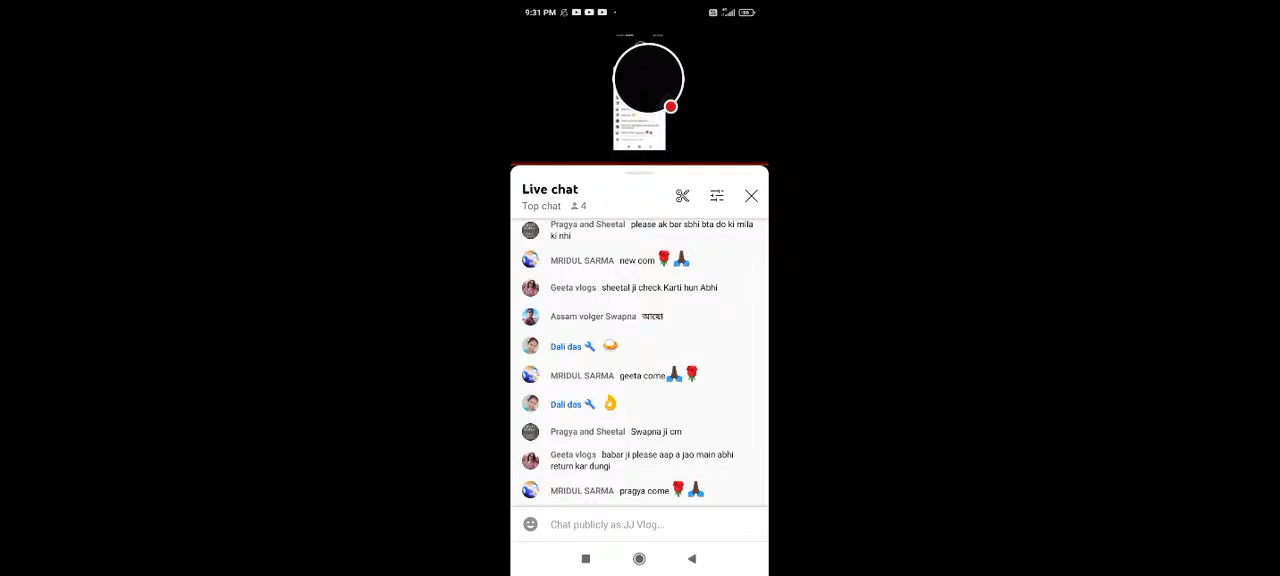 9:31 PM
Live chat
Top chat 4
Pragya and Sheetal please ak bar sbhi bta do ki mila
ki nhi
MRIDUL SARMA new com🌹🙏🏿
Geeta vlogs sheetal ji check Karti hun Abhi
Assam volger Swapna আছো
Dali das 🔧 🍛
MRIDUL SARMA geeta come🙏🏿🌹
Dali das 🔧 👌
Pragya and Sheetal Swapna ji cm
Geeta vlogs babar ji please aap a jao main abhi
return kar dungi
MRIDUL SARMA pragya come🌹🙏🏿
Chat publicly as JJ Vlog...